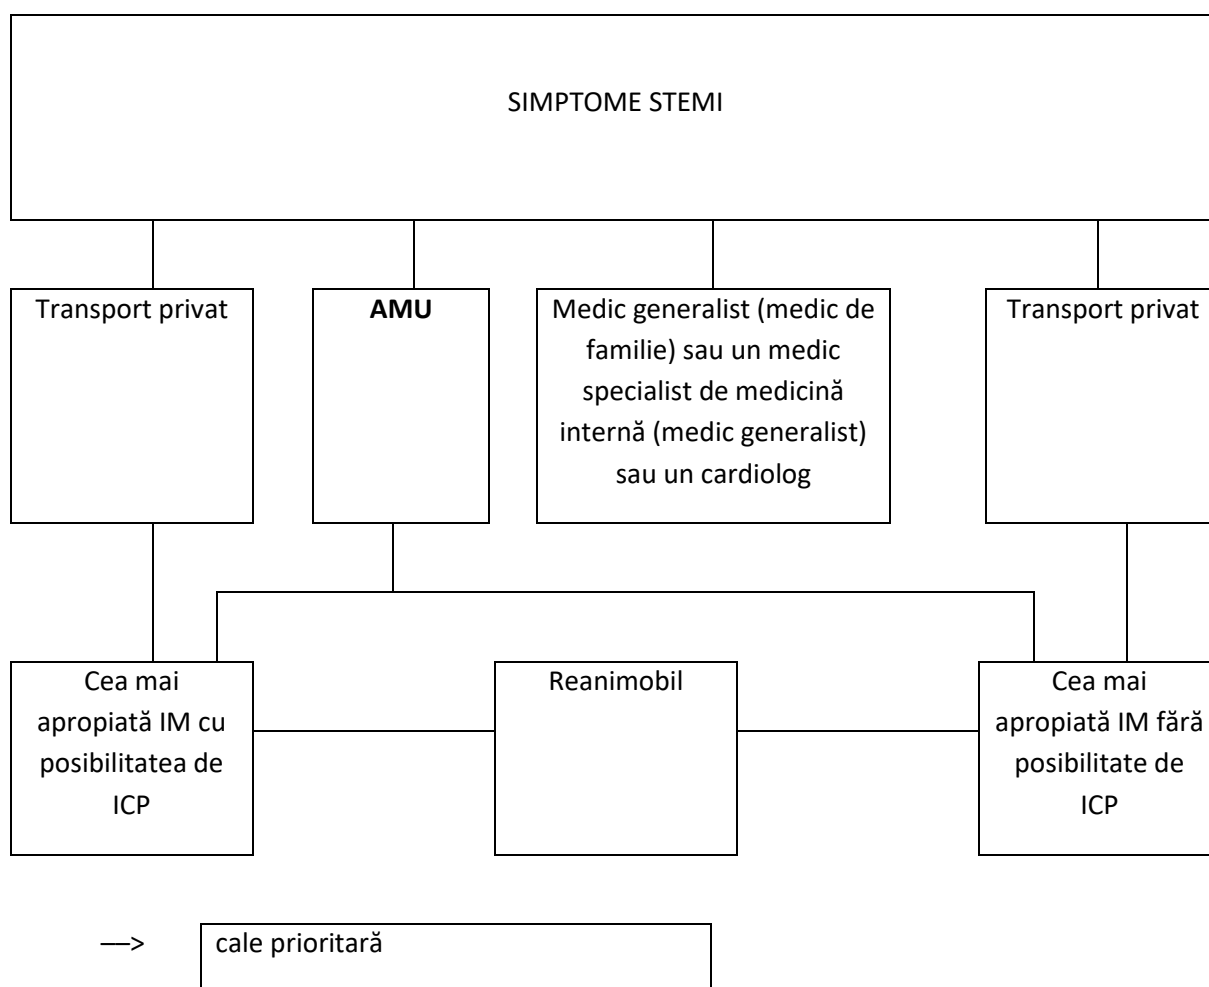 SIMPTOME STEMI
Transport privat
AMU
Medic generalist (medic de
familie) sau un medic
specialist de medicină
internă (medic generalist)
sau un cardiolog
Transport privat
Cea mai
apropiată IM cu
posibilitatea de
ICP
Reanimobil
Cea mai
apropiată IM fără
posibilitate de
ICP
—>
cale prioritară